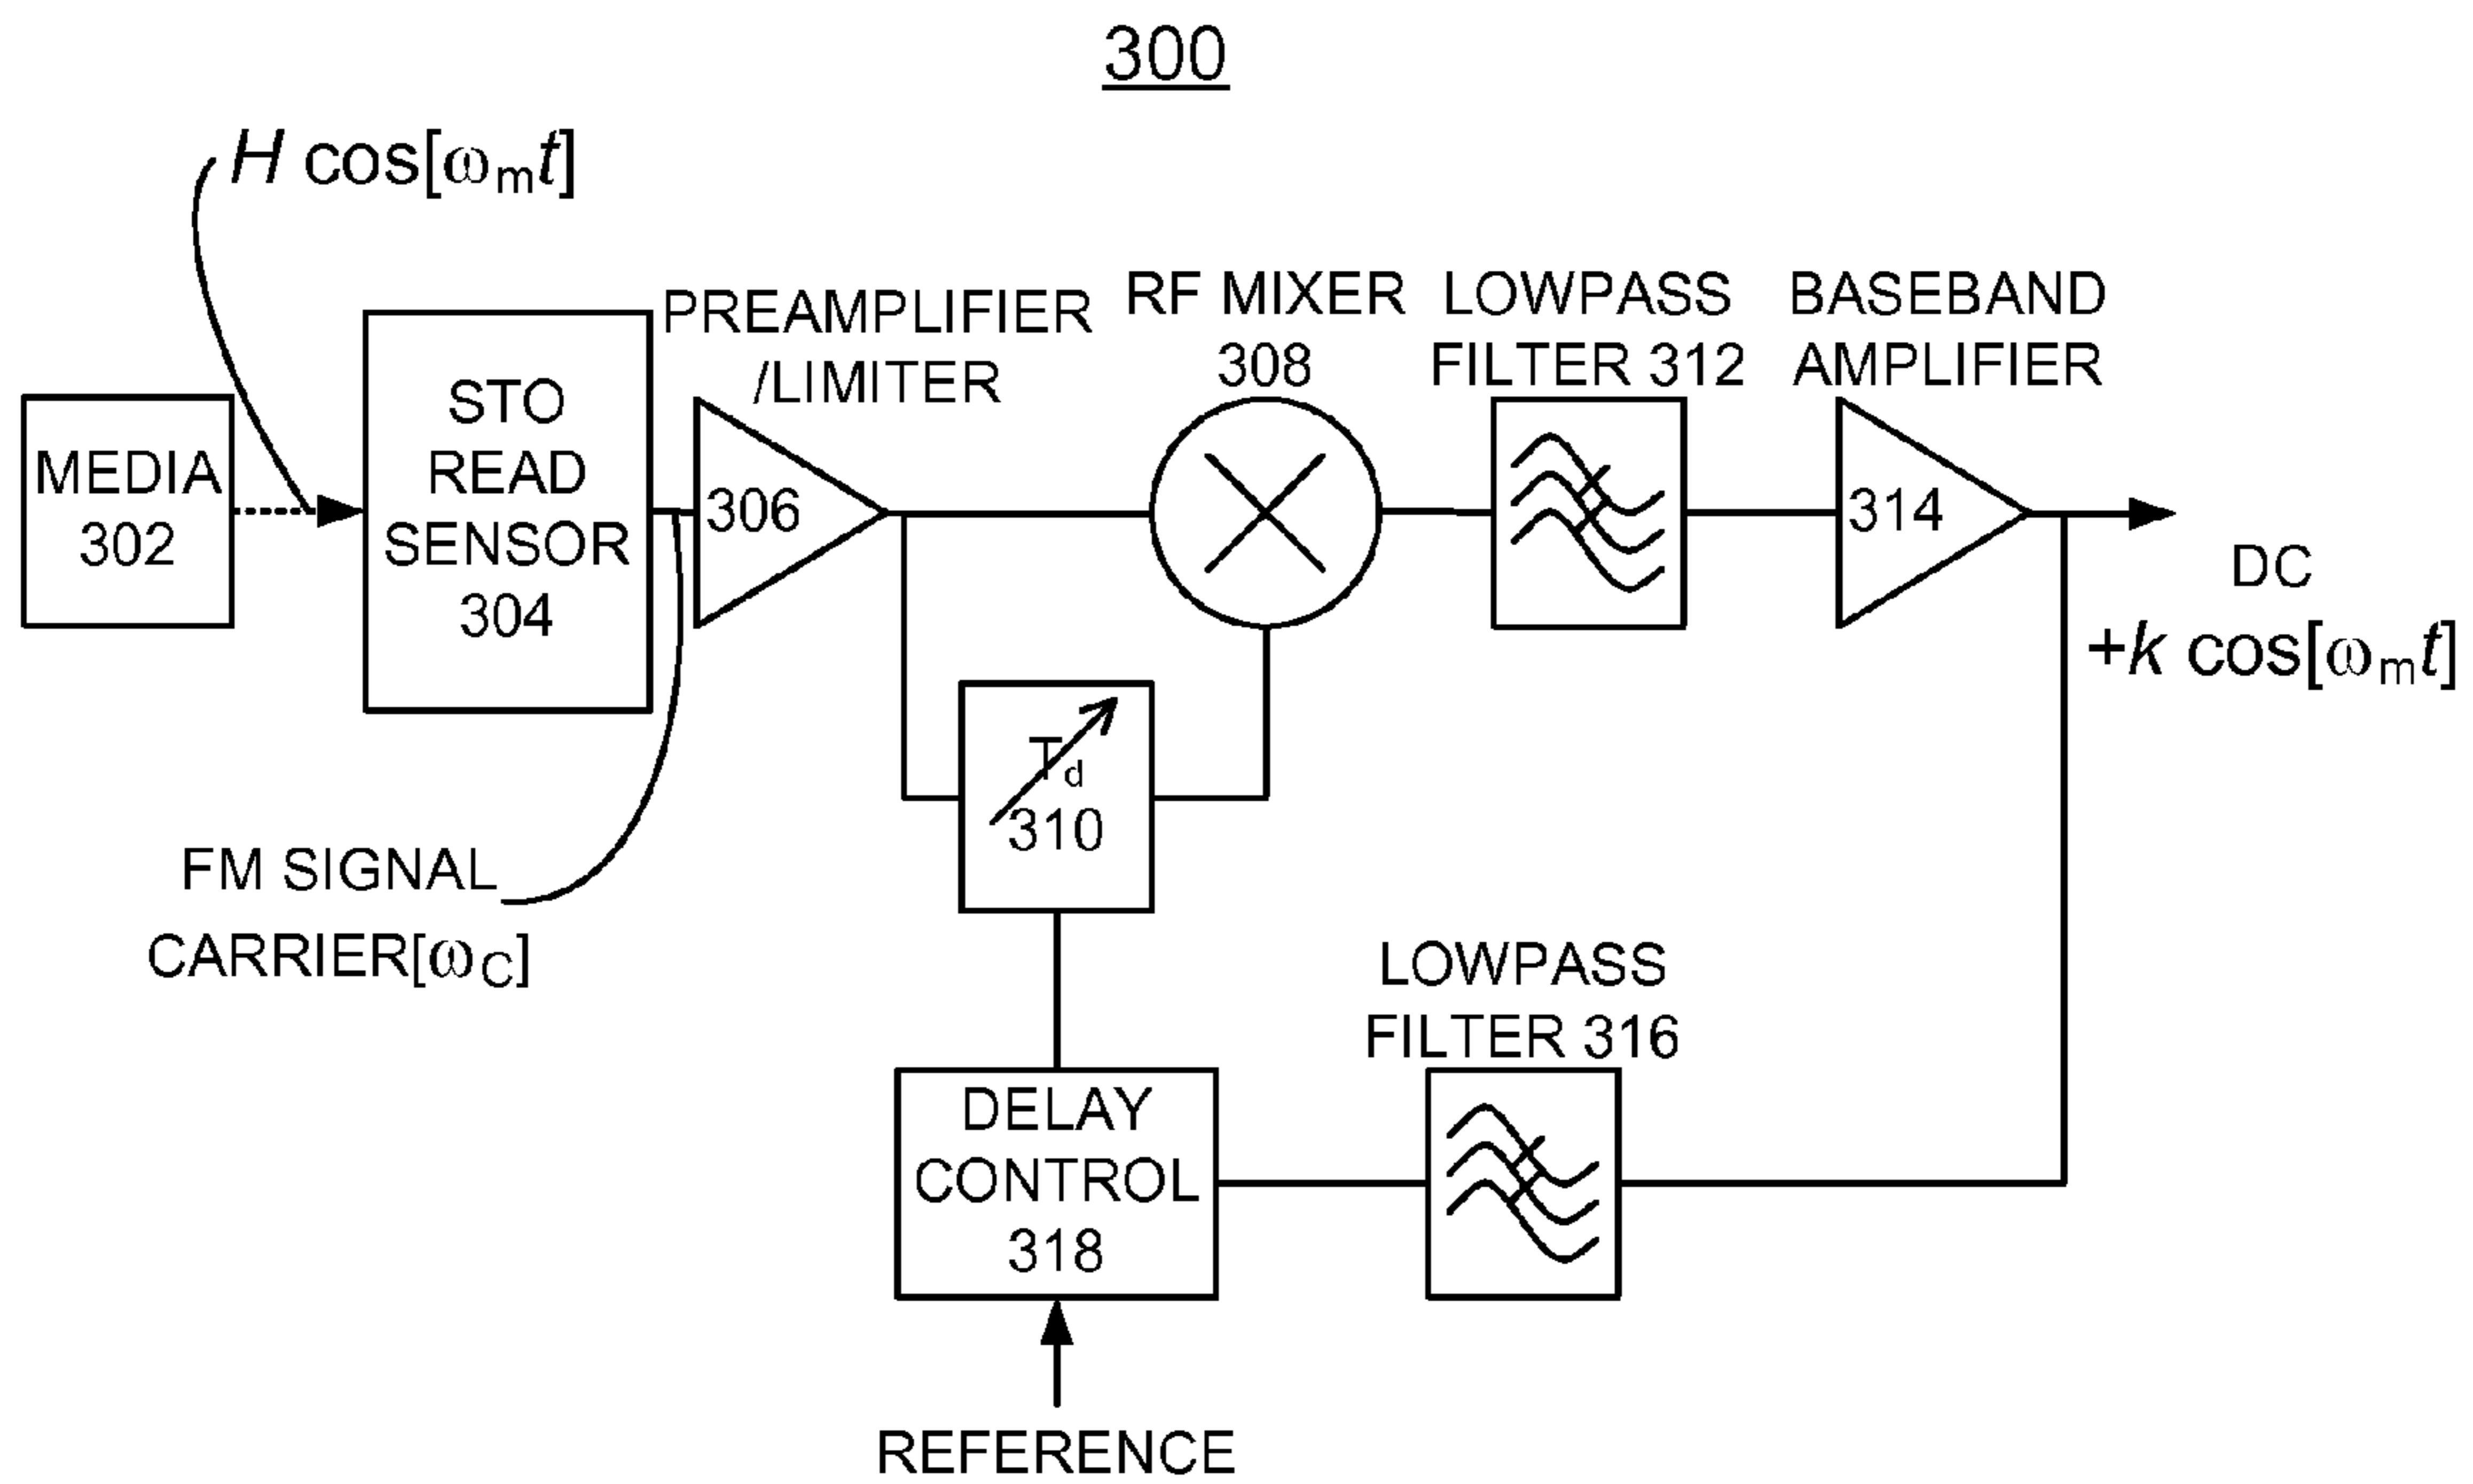 300
H cos[ωmt]
PREAMPLIFIER
/LIMITER
RF MIXER
308
LOWPASS
FILTER 312
BASEBAND
AMPLIFIER
MEDIA
302
STO
READ
SENSOR
304
306
314
DC
+k cos[ωmt]
Td
310
FM SIGNAL
CARRIER[ωC]
LOWPASS
FILTER 316
DELAY
CONTROL
318
REFERENCE